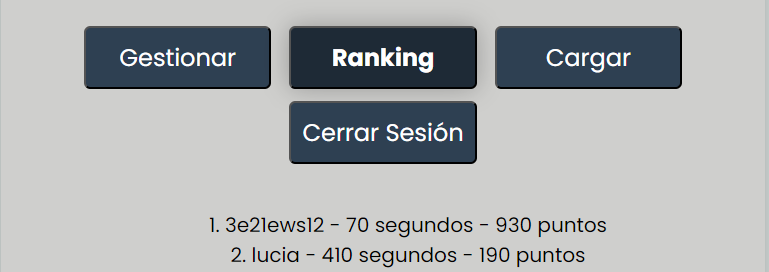 Gestionar Ranking Cargar
Cerrar Sesión
1. 3e21ews12 - 70 segundos - 930 puntos
2. lucia - 410 segundos - 190 puntos